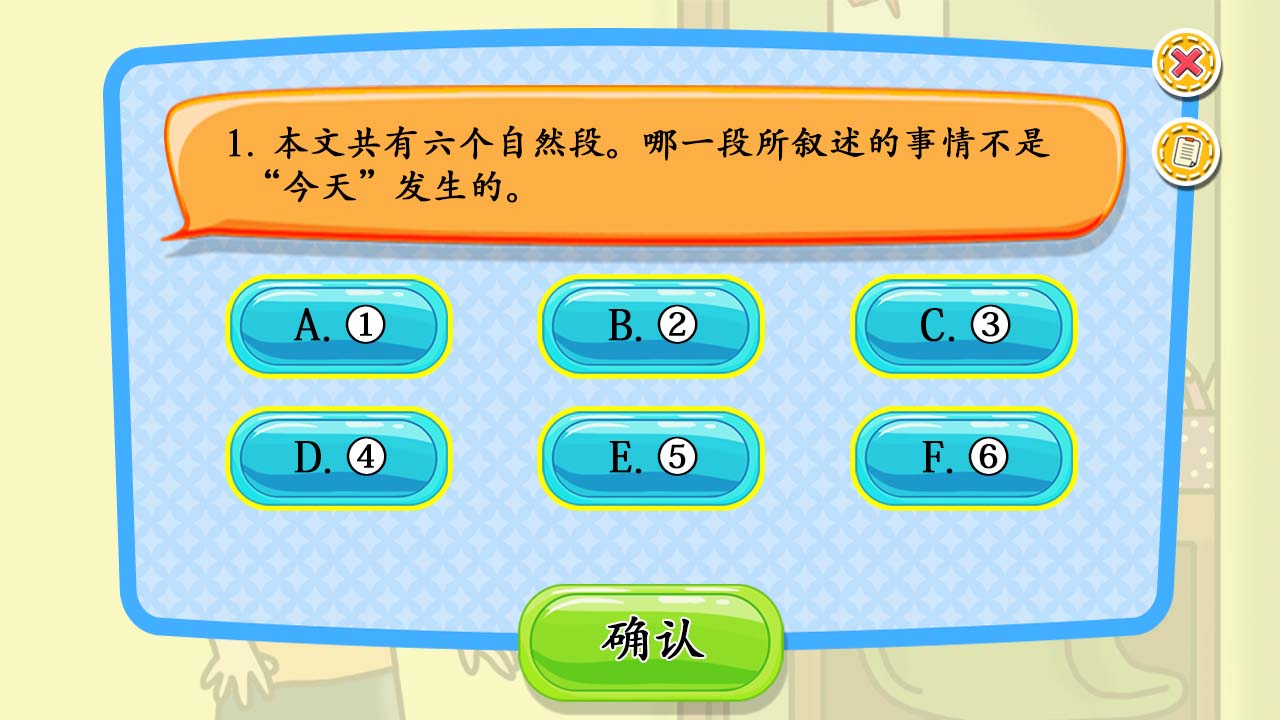 1. 本文共有六个自然段。哪一段所叙述的事情不是
“今天”发生的。
A. ①
B. ②
C. ③
D. ④
E. ⑤
F. ⑥
确认